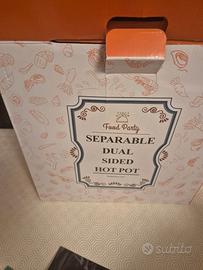 Food Party
SEPARABLE
DUAL
SIDED
HOT POT
subito